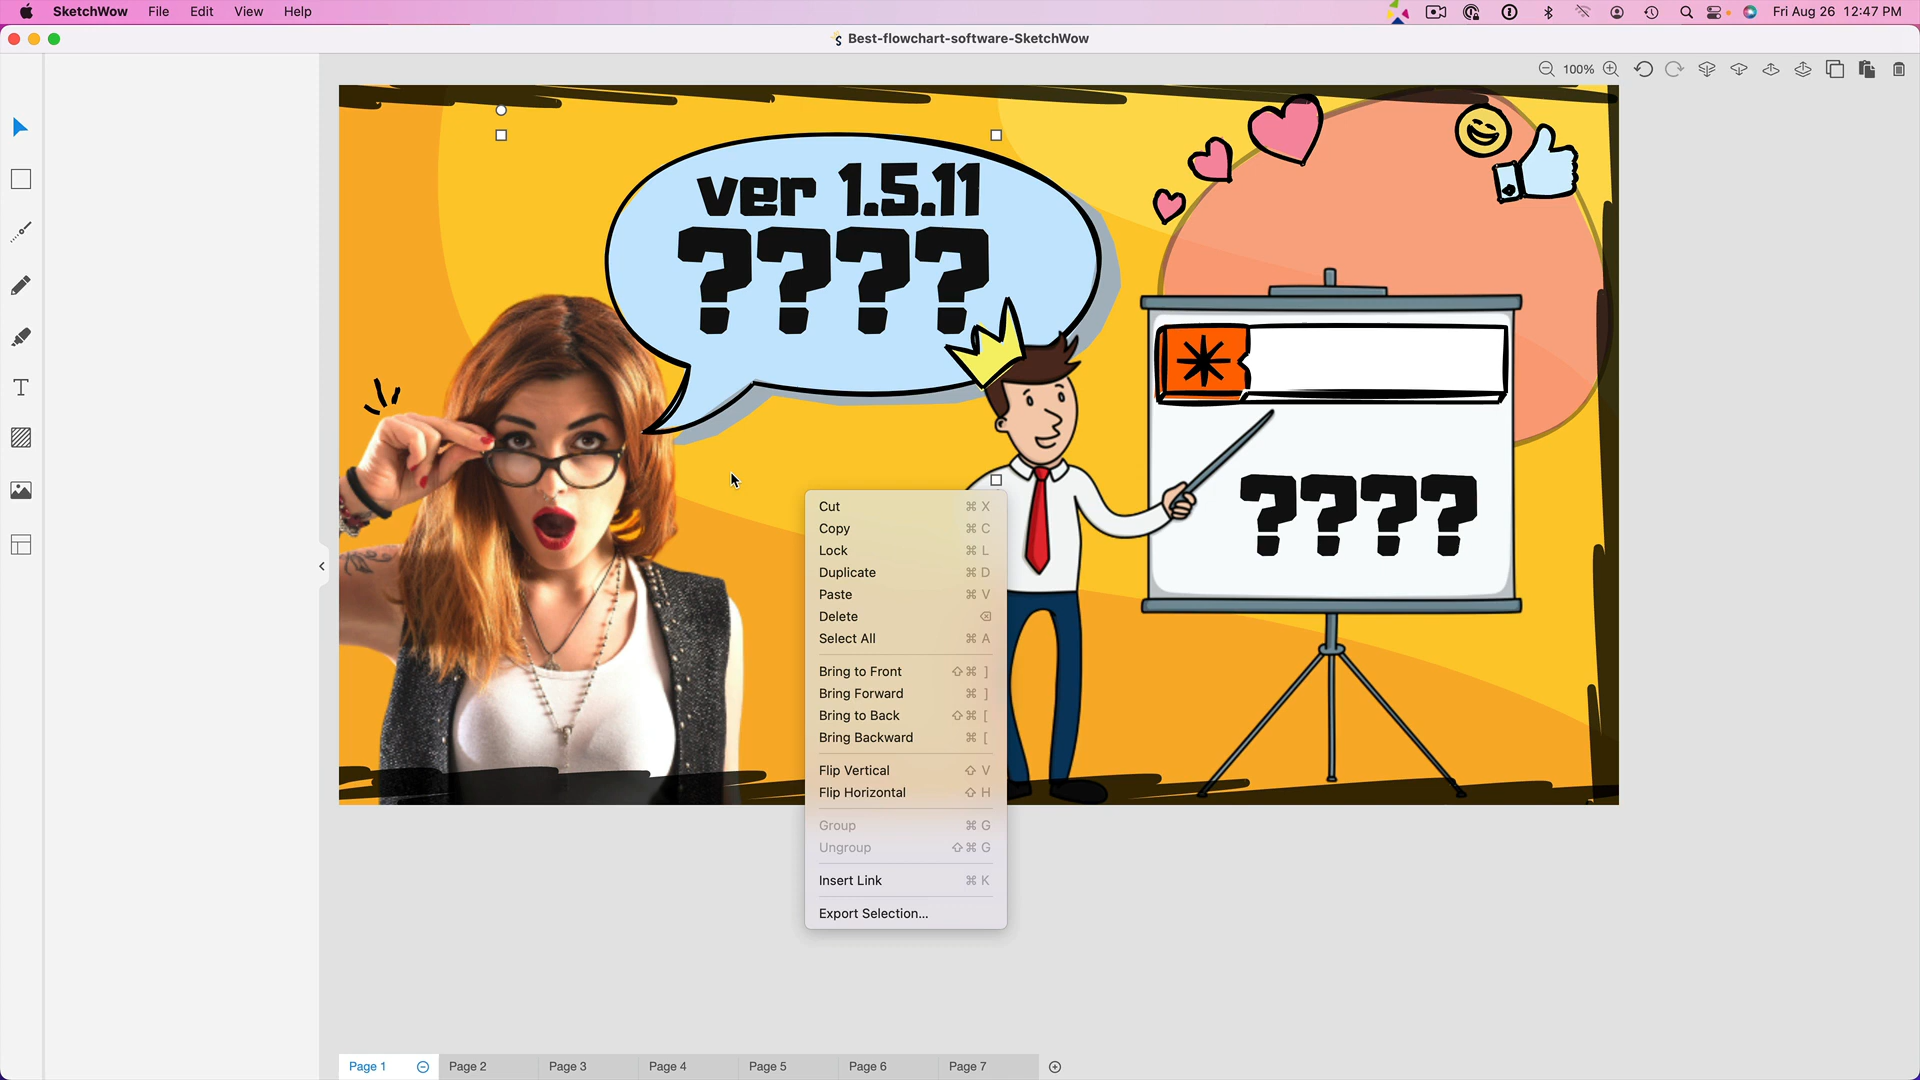 SketchWow File Edit View Help
Fri Aug 26 12:47 PM
Best-flowchart-software-SketchWow
100%
ver 1.5.11
????
????
Cut ⌘ X
Copy ⌘ C
Lock ⌘ L
Duplicate ⌘ D
Paste ⌘ V
Delete ⌫
Select All ⌘ A
Bring to Front ⇧⌘ ]
Bring Forward ⌘ ]
Bring to Back ⇧⌘ [
Bring Backward ⌘ [
Flip Vertical ⇧ V
Flip Horizontal ⇧ H
Group ⌘ G
Ungroup ⇧⌘ G
Insert Link ⌘ K
Export Selection...
Page 1 Page 2 Page 3 Page 4 Page 5 Page 6 Page 7